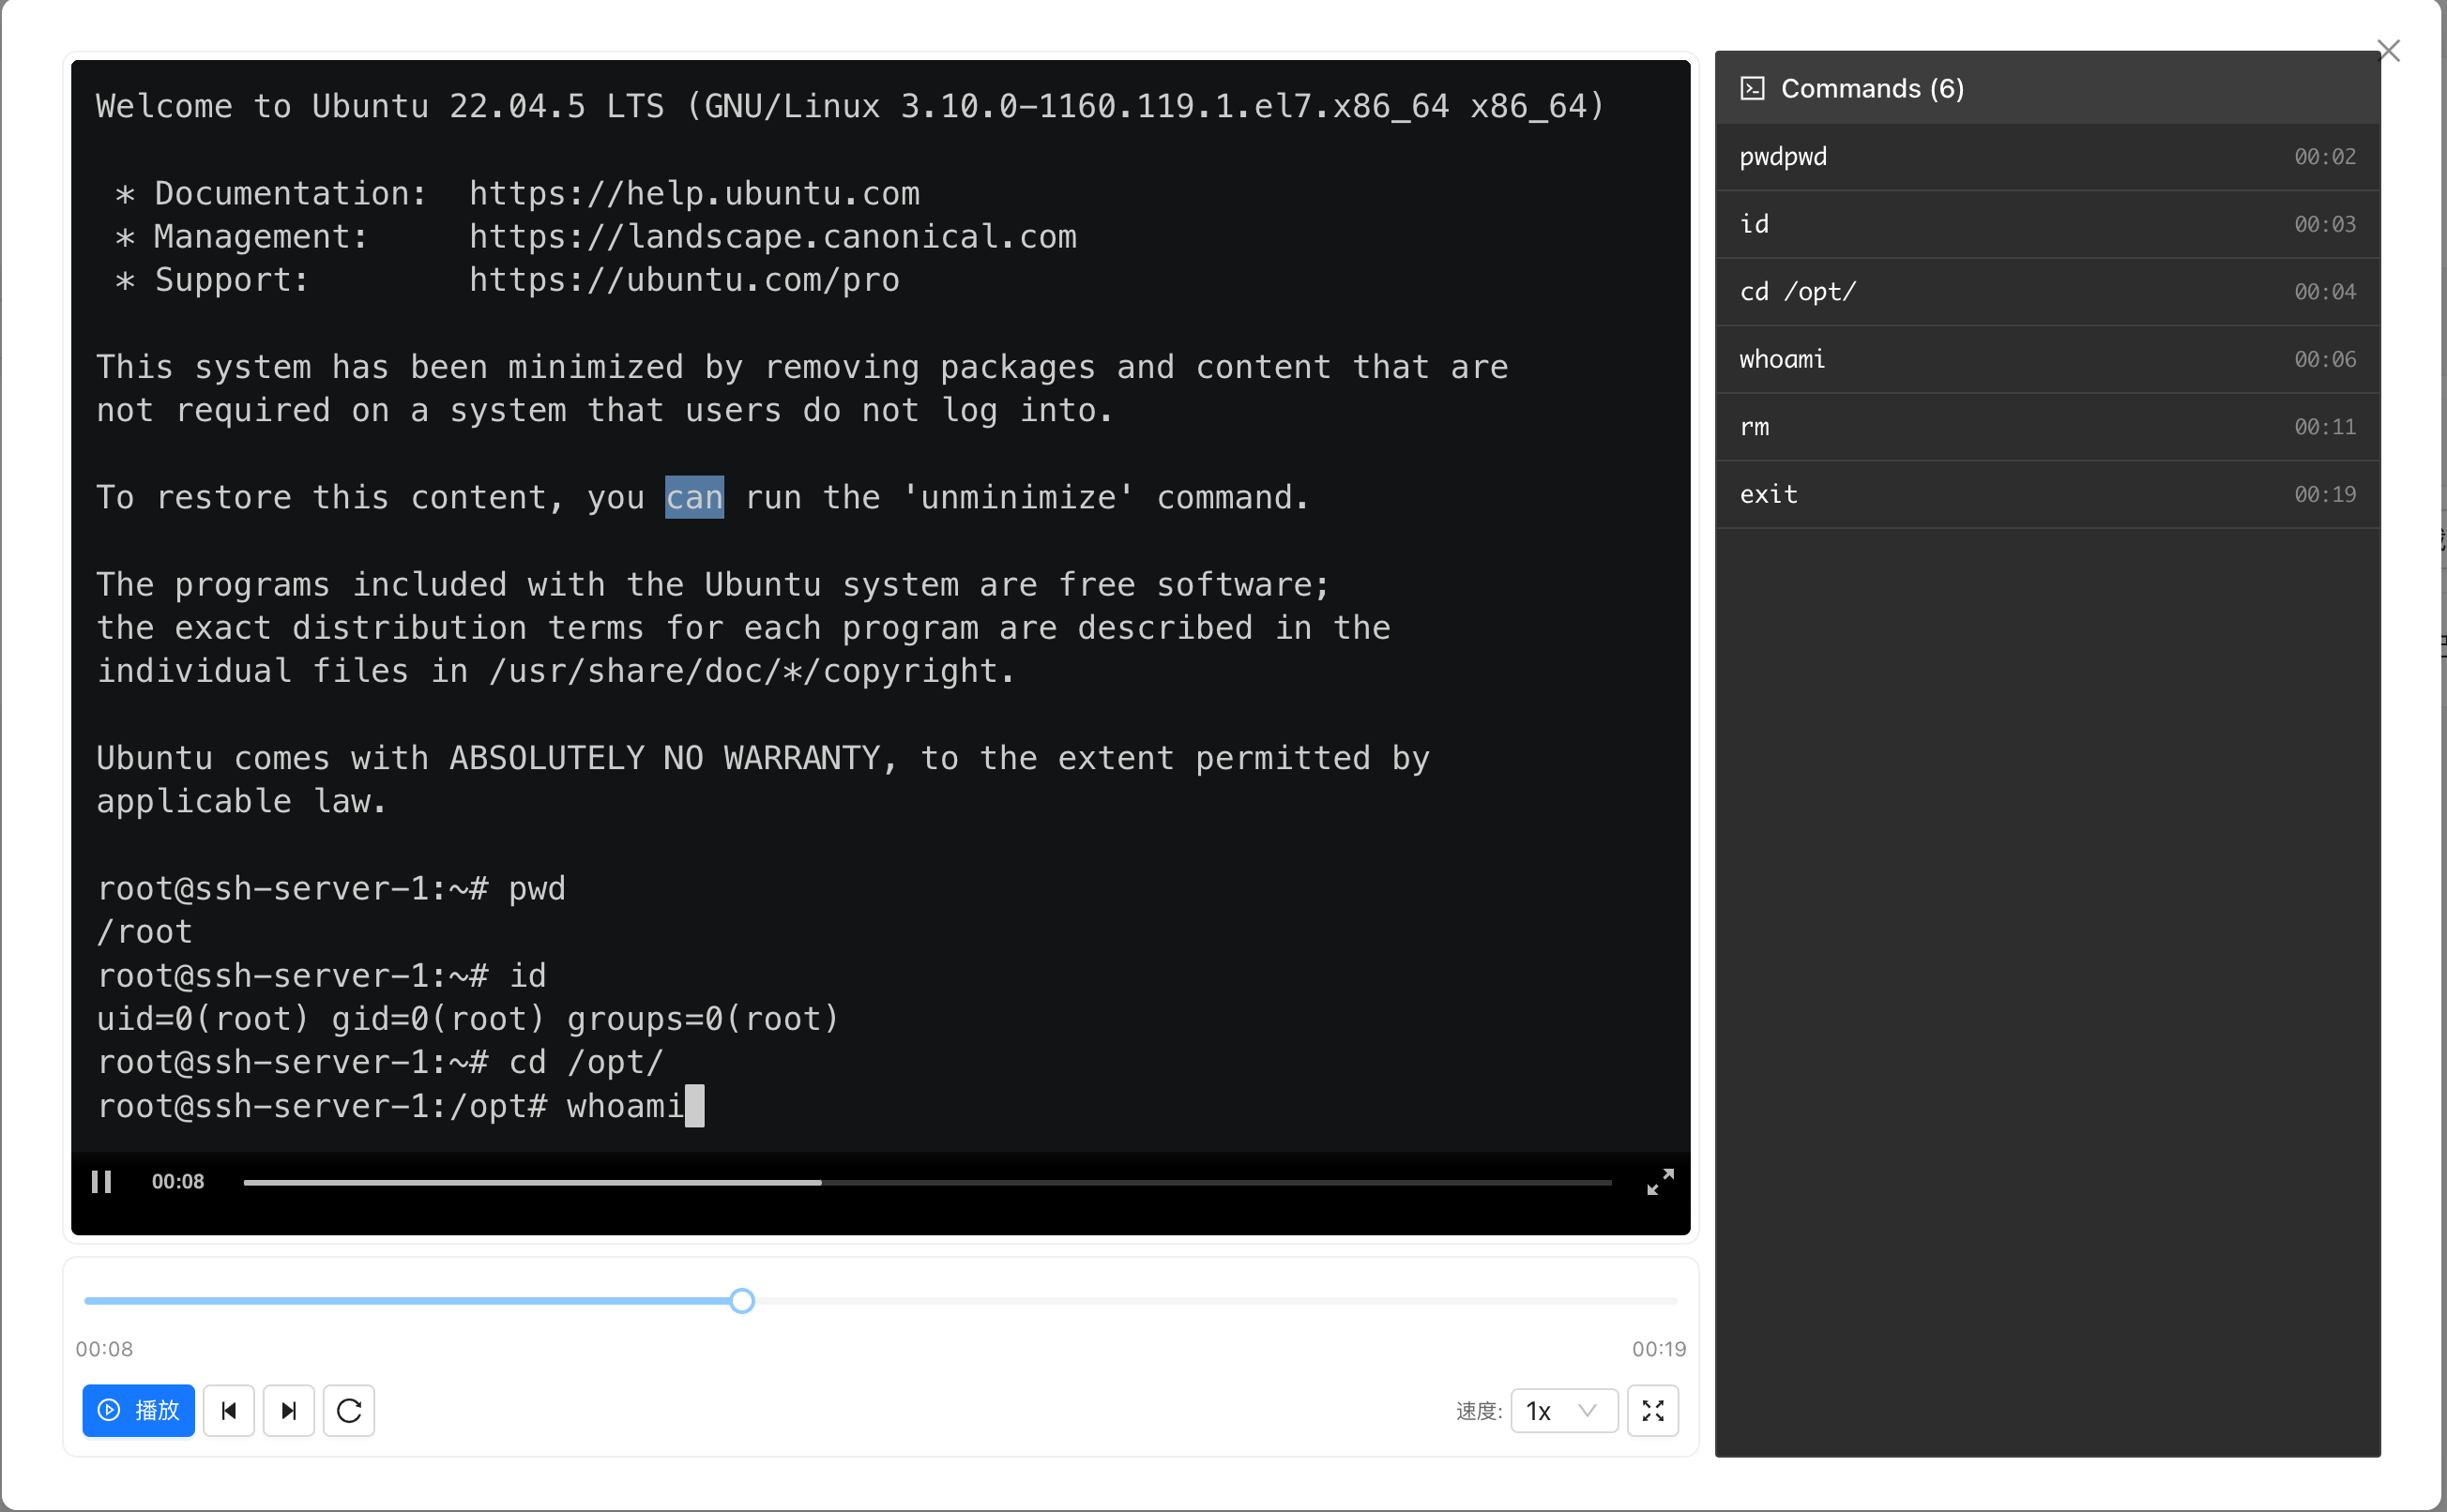 Welcome to Ubuntu 22.04.5 LTS (GNU/Linux 3.10.0-1160.119.1.el7.x86_64 x86_64)
* Documentation:  https://help.ubuntu.com
* Management:     https://landscape.canonical.com
* Support:        https://ubuntu.com/pro
This system has been minimized by removing packages and content that are
not required on a system that users do not log into.
To restore this content, you can run the 'unminimize' command.
The programs included with the Ubuntu system are free software;
the exact distribution terms for each program are described in the
individual files in /usr/share/doc/*/copyright.
Ubuntu comes with ABSOLUTELY NO WARRANTY, to the extent permitted by
applicable law.
root@ssh-server-1:~# pwd
/root
root@ssh-server-1:~# id
uid=0(root) gid=0(root) groups=0(root)
root@ssh-server-1:~# cd /opt/
root@ssh-server-1:/opt# whoami
00:08
00:08
00:19
播放
速度: 1x
Commands (6)
pwdpwd 00:02
id 00:03
cd /opt/ 00:04
whoami 00:06
rm 00:11
exit 00:19